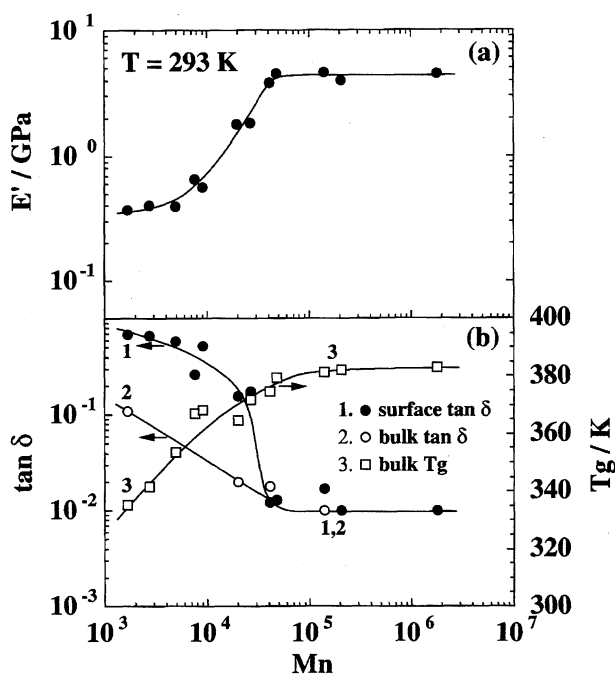 10^1
T = 293 K
(a)
10^0
E' / GPa
10^-1
400
(b)
1
3
380
10^-1
2
1. ● surface tan δ
2. ○ bulk tan δ
3. □ bulk Tg
360
tan δ
Tg / K
340
3
10^-2
1,2
320
10^-3
300
10^3 10^4 10^5 10^6 10^7
Mn